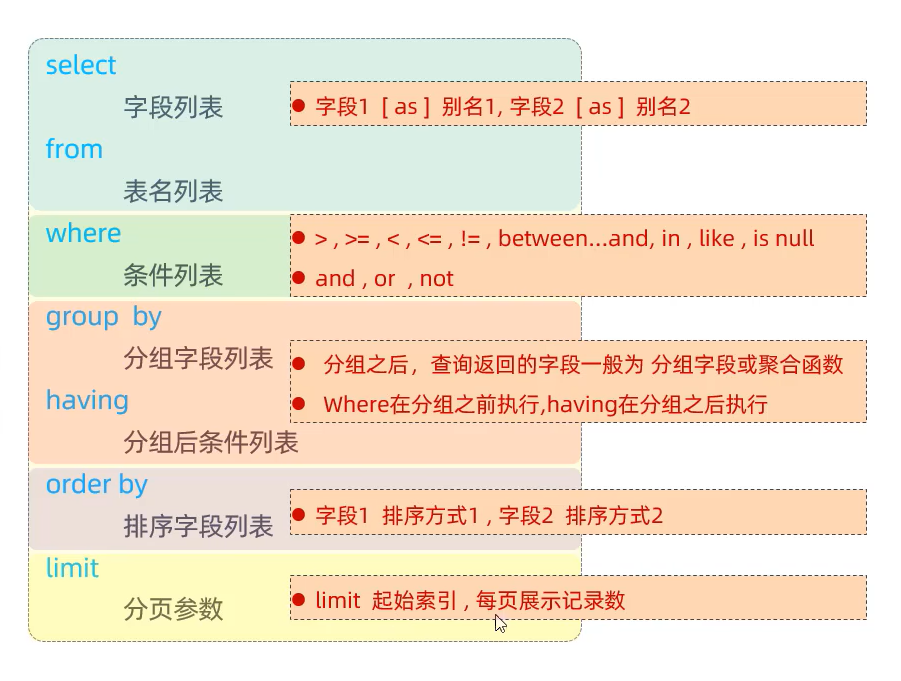 select
字段列表
字段1 [ as ] 别名1, 字段2 [ as ] 别名2
from
表名列表
where
> , >= , < , <= , != , between...and, in , like , is null
条件列表
and , or , not
group by
分组字段列表
分组之后，查询返回的字段一般为 分组字段或聚合函数
having
Where在分组之前执行,having在分组之后执行
分组后条件列表
order by
排序字段列表
字段1 排序方式1 , 字段2 排序方式2
limit
分页参数
limit 起始索引 , 每页展示记录数